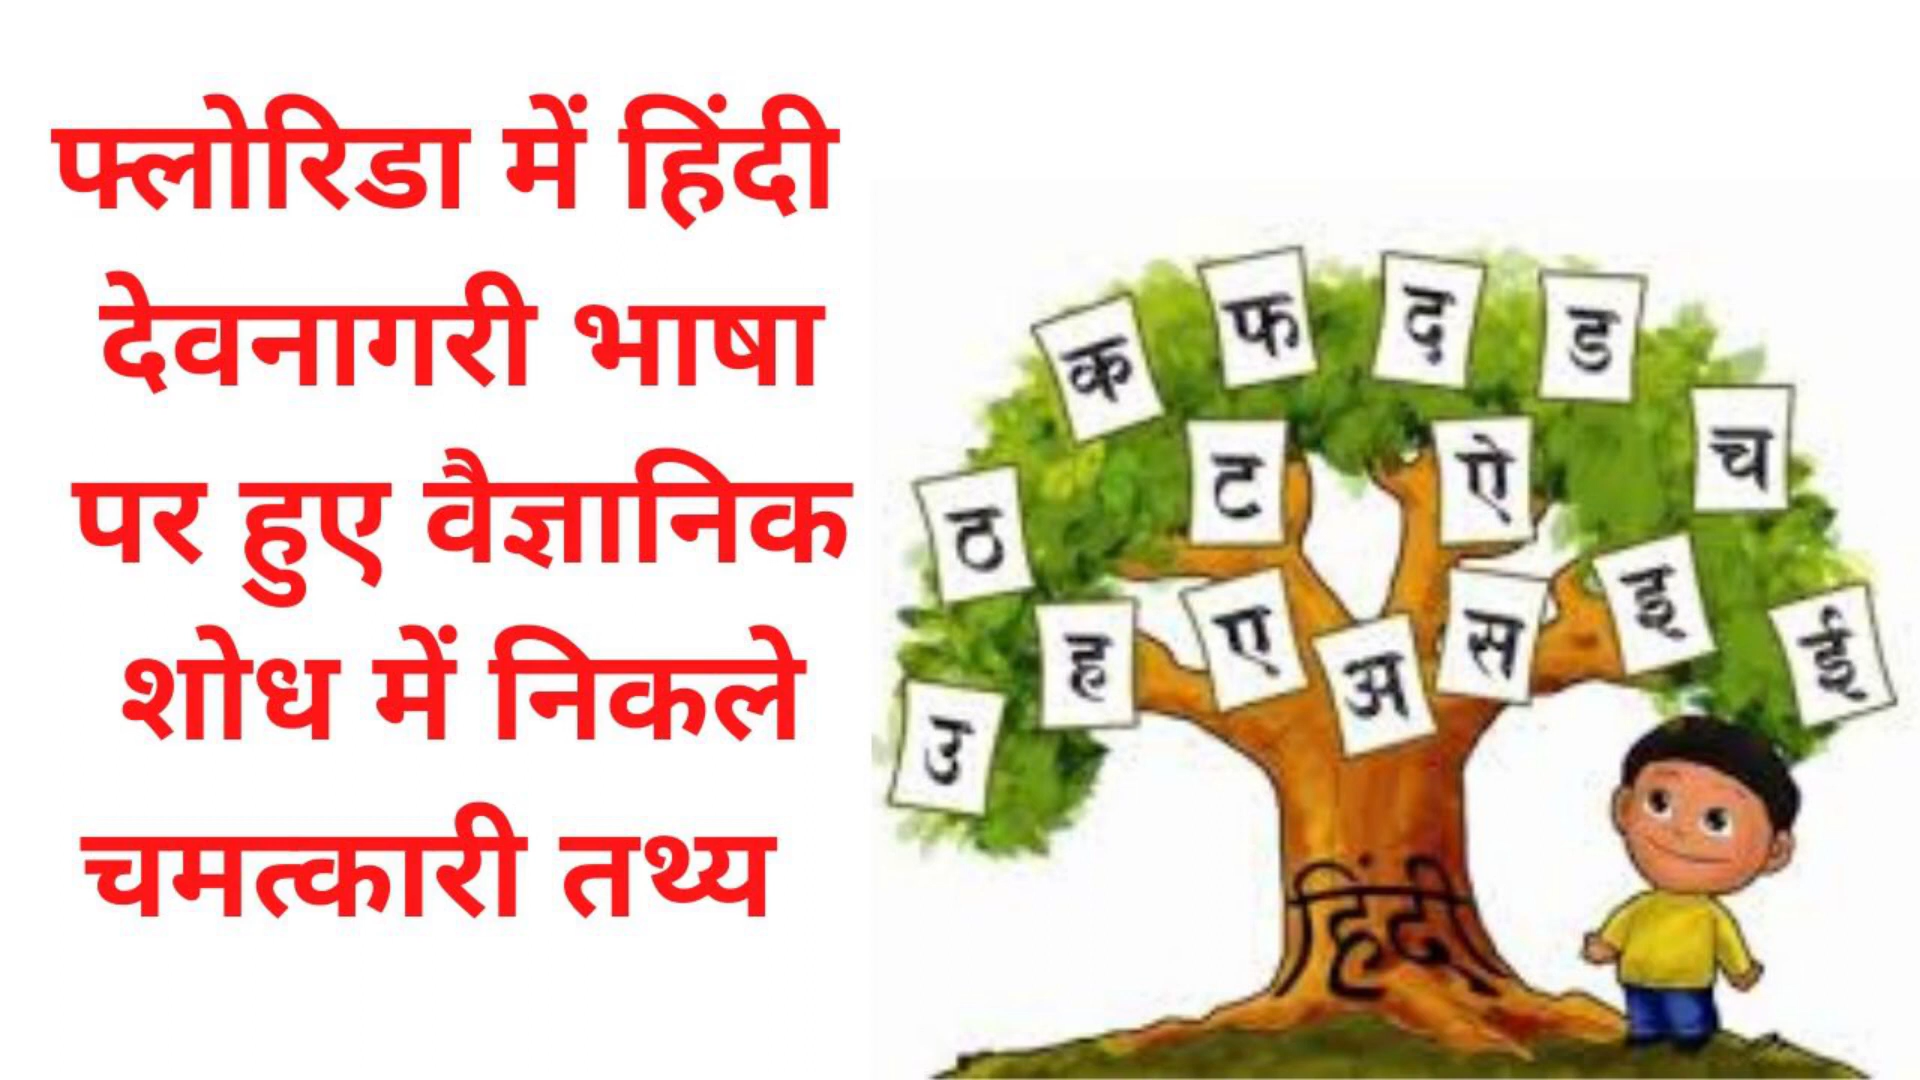 फ्लोरिडा में हिंदी
देवनागरी भाषा
पर हुए वैज्ञानिक
शोध में निकले
चमत्कारी तथ्य
क फ द ड
ट ऐ च
ठ
ह ए अ स इ ई
उ
हिंदी